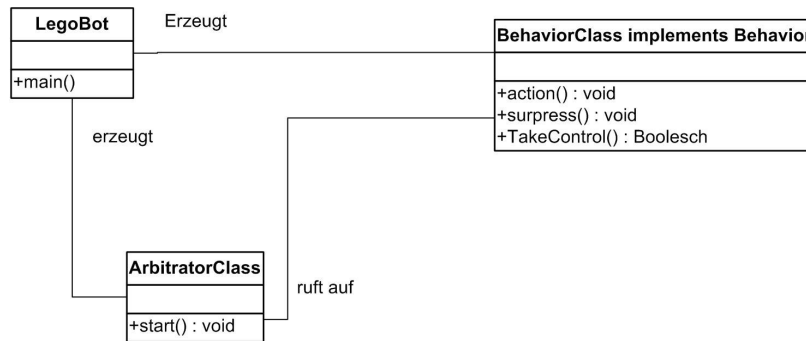 LegoBot
+main()
Erzeugt
BehaviorClass implements Behavior
+action() : void
+surpress() : void
+TakeControl() : Boolesch
erzeugt
ArbitratorClass
+start() : void
ruft auf